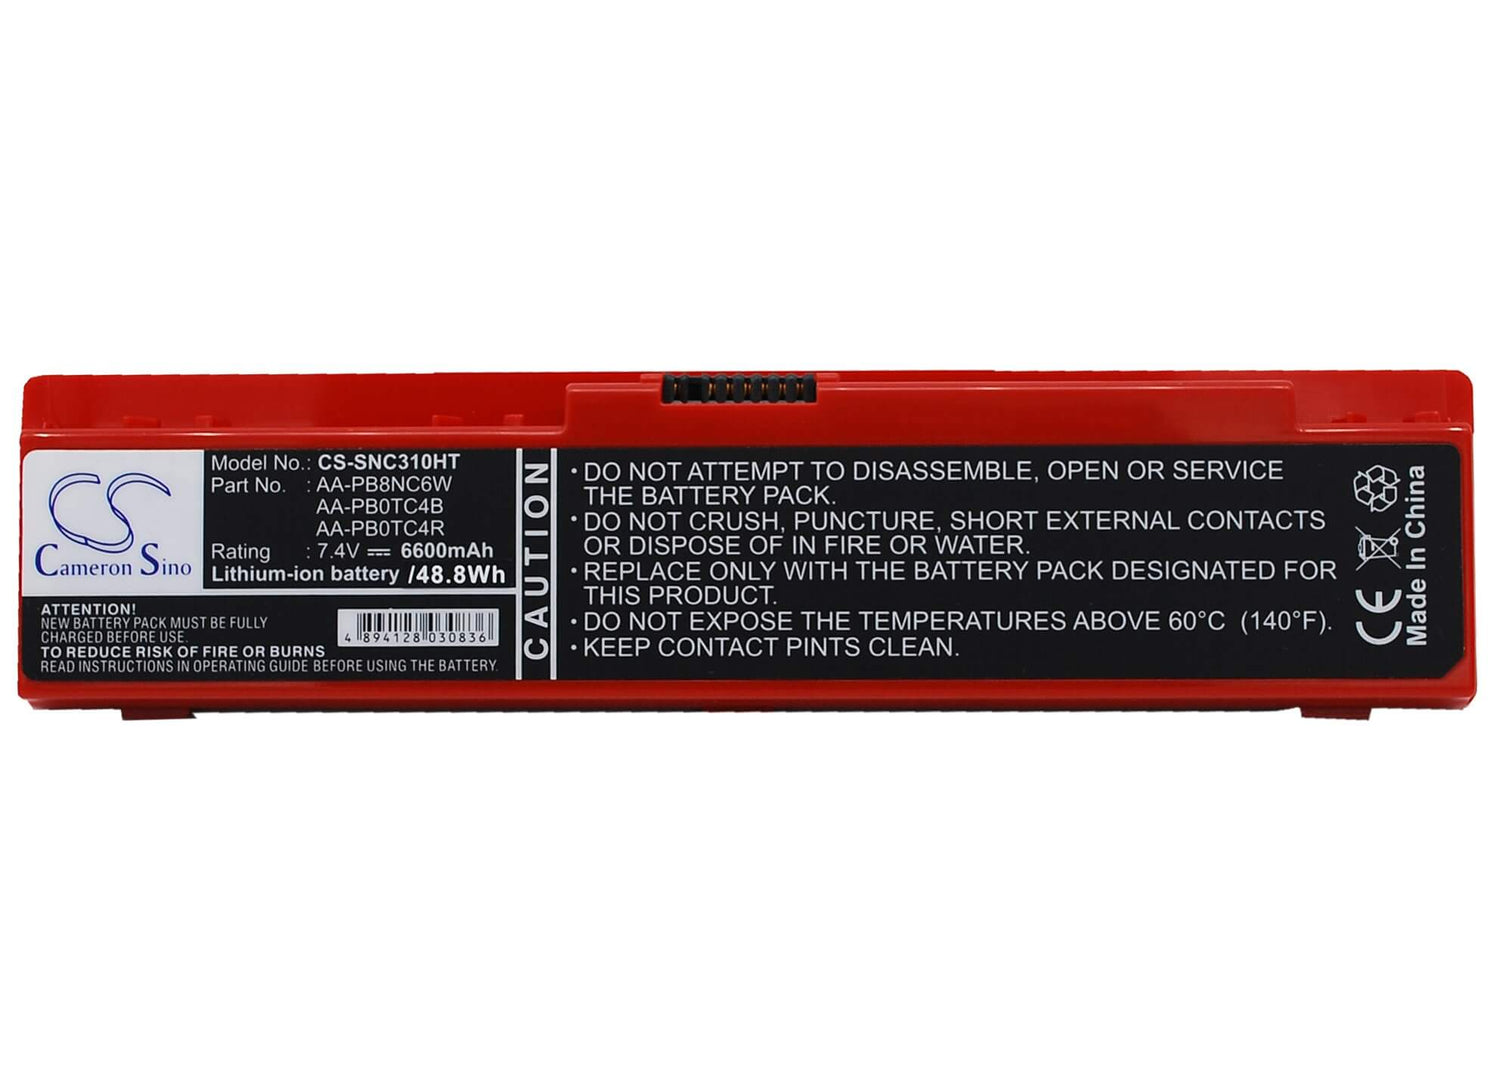 CS
Cameron Sino
Model No.: CS-SNC310HT
Part No. : AA-PB8NC6W
AA-PB0TC4B
AA-PB0TC4R
Rating : 7.4V 6600mAh
Lithium-ion battery /48.8Wh
ATTENTION!
NEW BATTERY PACK MUST BE FULLY
CHARGED BEFORE USE.
TO REDUCE RISK OF FIRE OR BURNS
READ INSTRUCTIONS IN OPERATING GUIDE BEFORE USING THE BATTERY.
4 894128 030836
CAUTION
· DO NOT ATTEMPT TO DISASSEMBLE, OPEN OR SERVICE
THE BATTERY PACK.
· DO NOT CRUSH, PUNCTURE, SHORT EXTERNAL CONTACTS
OR DISPOSE OF IN FIRE OR WATER.
· REPLACE ONLY WITH THE BATTERY PACK DESIGNATED FOR
THIS PRODUCT.
· DO NOT EXPOSE THE TEMPERATURES ABOVE 60°C (140°F).
· KEEP CONTACT PINTS CLEAN.
CE
Made In China